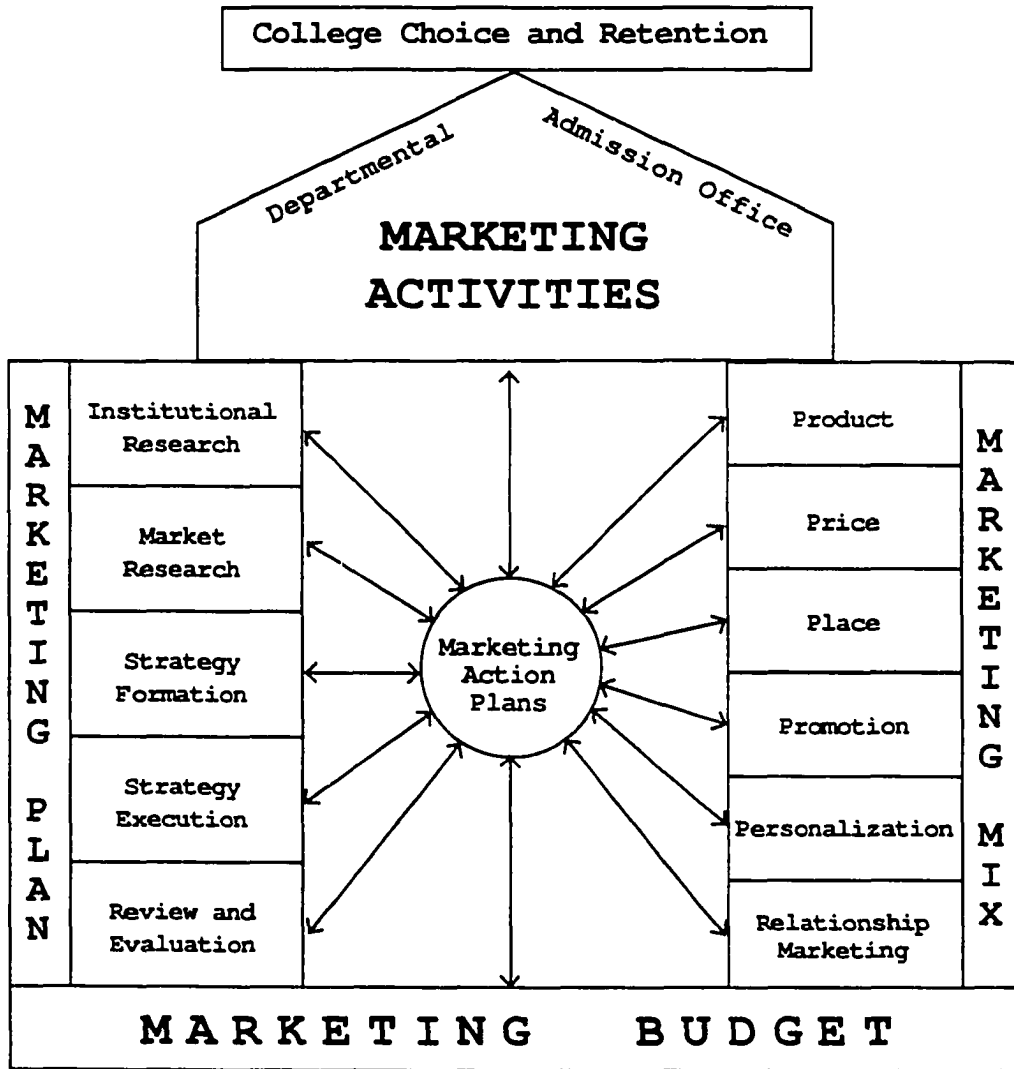 College Choice and Retention
Departmental
Admission Office
MARKETING
ACTIVITIES
MARKETING PLAN
Institutional
Research
Market
Research
Strategy
Formation
Strategy
Execution
Review and
Evaluation
Marketing
Action
Plans
Product
Price
Place
Promotion
Personalization
Relationship
Marketing
MARKETING MIX
MARKETING BUDGET